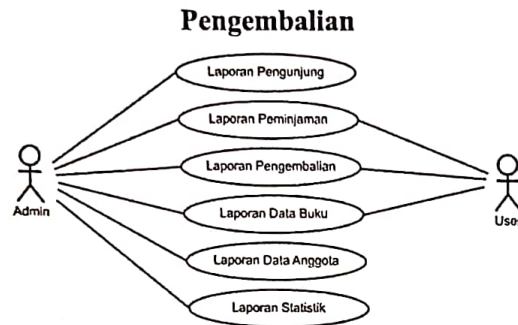 Pengembalian
Laporan Pengunjung
Laporan Peminjaman
Laporan Pengembalian
Laporan Data Buku
Laporan Data Anggota
Laporan Statistik
Admin